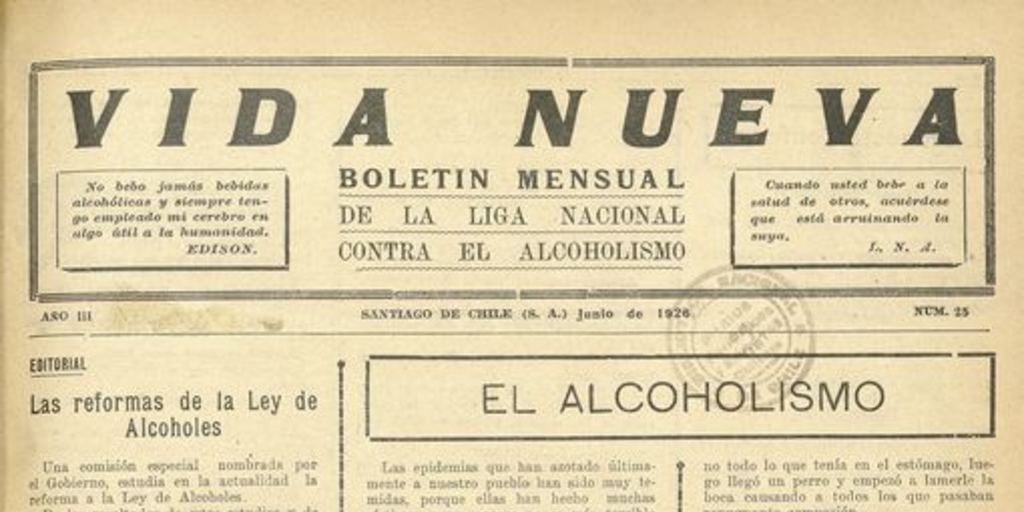 VIDA NUEVA
No bebo jamás bebidas
alcohólicas y siempre ten-
go empleado mi cerebro en
algo útil a la humanidad.
EDISON.
BOLETIN MENSUAL
DE LA LIGA NACIONAL
CONTRA EL ALCOHOLISMO
Cuando usted bebe a la
salud de otros, acuérdese
que está arruinando la
suya.
L. N. A.
AÑO III
SANTIAGO DE CHILE (S. A.) Junio de 1926
NUM. 25
EDITORIAL
Las reformas de la Ley de
Alcoholes
Una comisión especial nombrada por
el Gobierno, estudia en la actualidad la
reforma a la Ley de Alcoholes.
EL ALCOHOLISMO
Las epidemias que han azotado última-
mente a nuestro pueblo han sido muy te-
midas, porque ellas han hecho muchas
no todo lo que tenía en el estómago, lue-
go llegó un perro y empezó a lamerle la
boca causando a todos los que pasaban